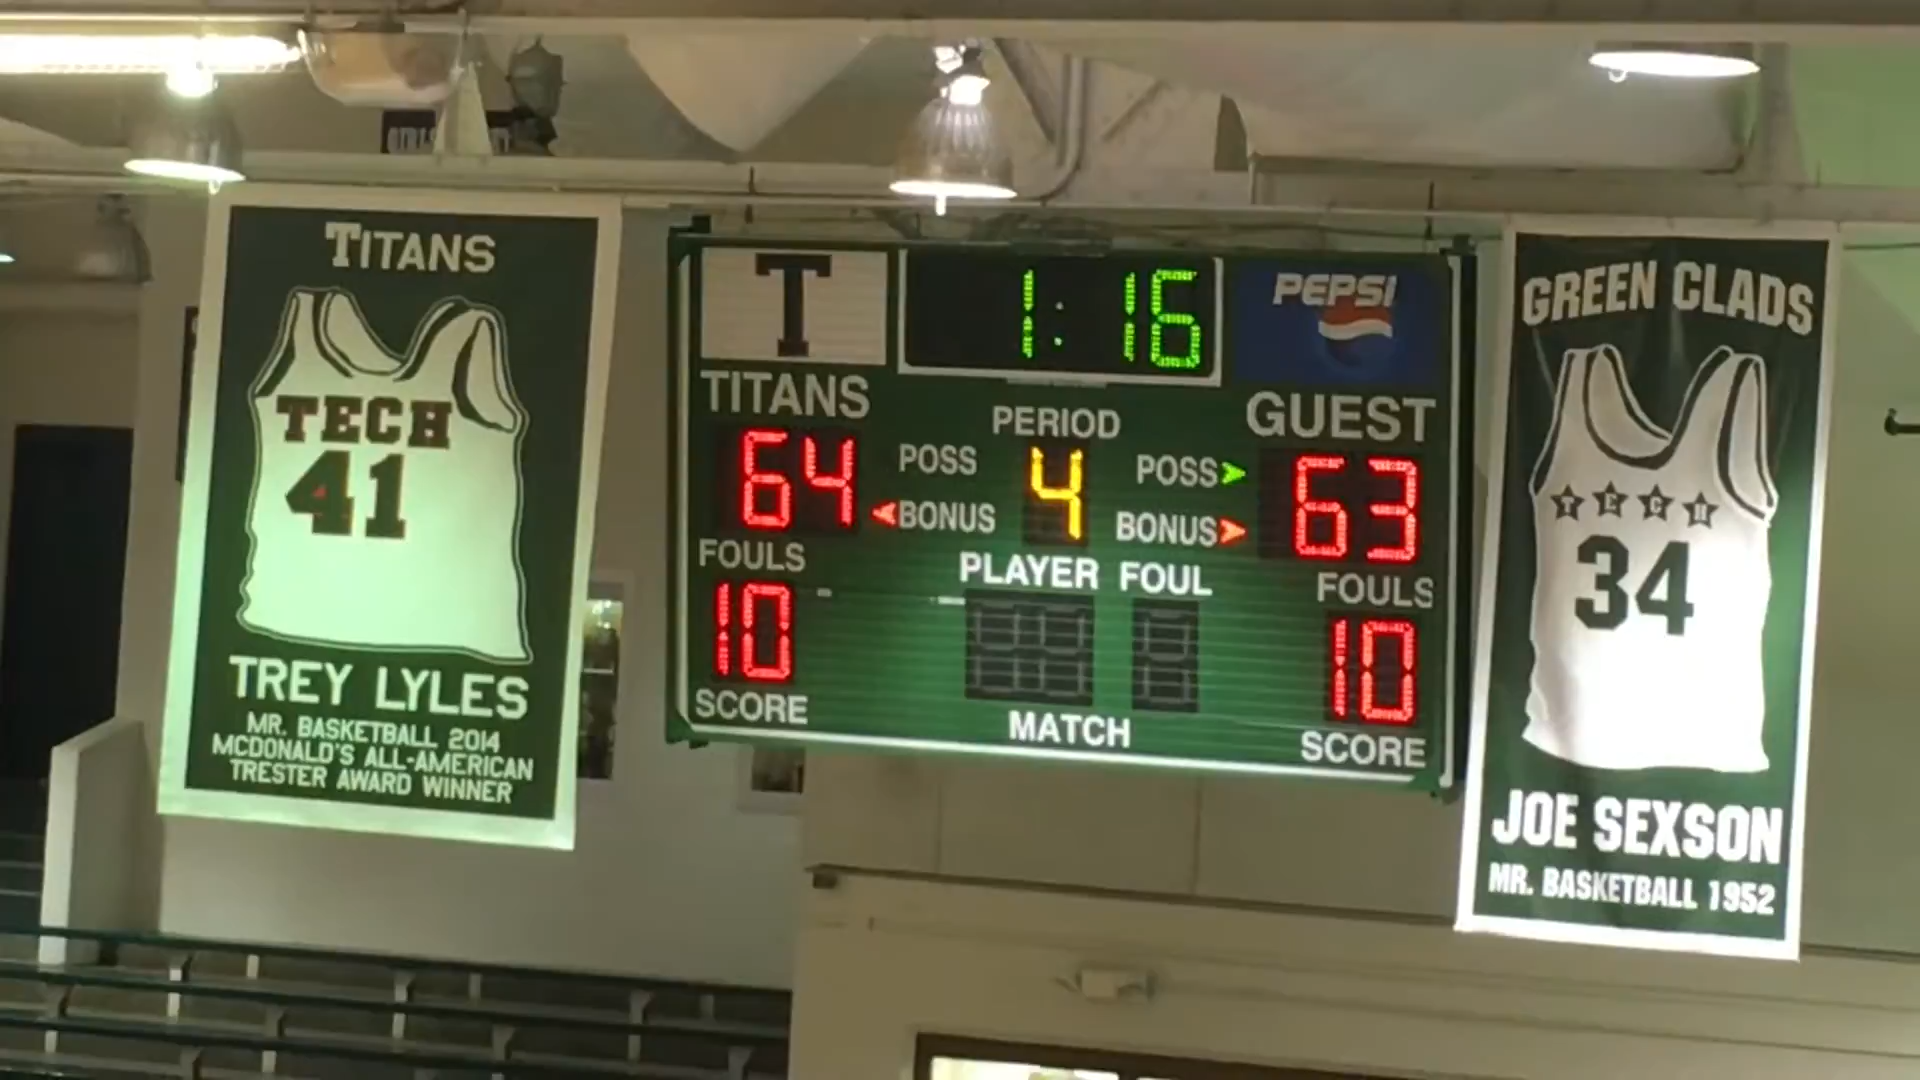 TITANS
TECH
41
TREY LYLES
MR. BASKETBALL 2014
MCDONALD'S ALL-AMERICAN
TRESTER AWARD WINNER
T
1:16
PEPSI
TITANS
PERIOD
GUEST
64
POSS
4
POSS
63
BONUS
BONUS
FOULS
PLAYER FOUL
FOULS
10
10
SCORE
MATCH
SCORE
GREEN CLADS
TECH
34
JOE SEXSON
MR. BASKETBALL 1952